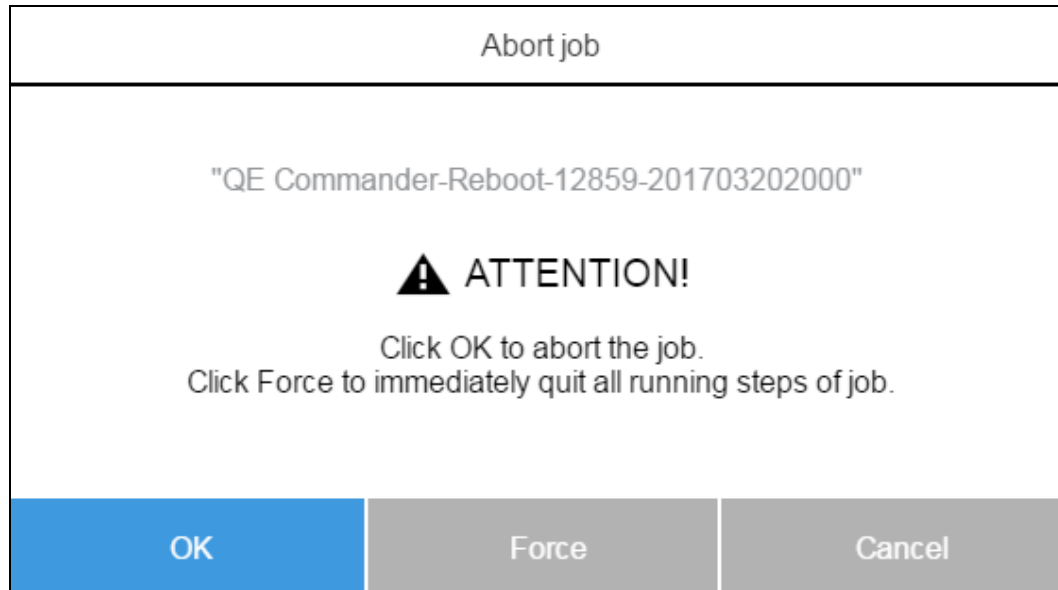 Abort job
"QE Commander-Reboot-12859-201703202000"
ATTENTION!
Click OK to abort the job.
Click Force to immediately quit all running steps of job.
OK Force Cancel